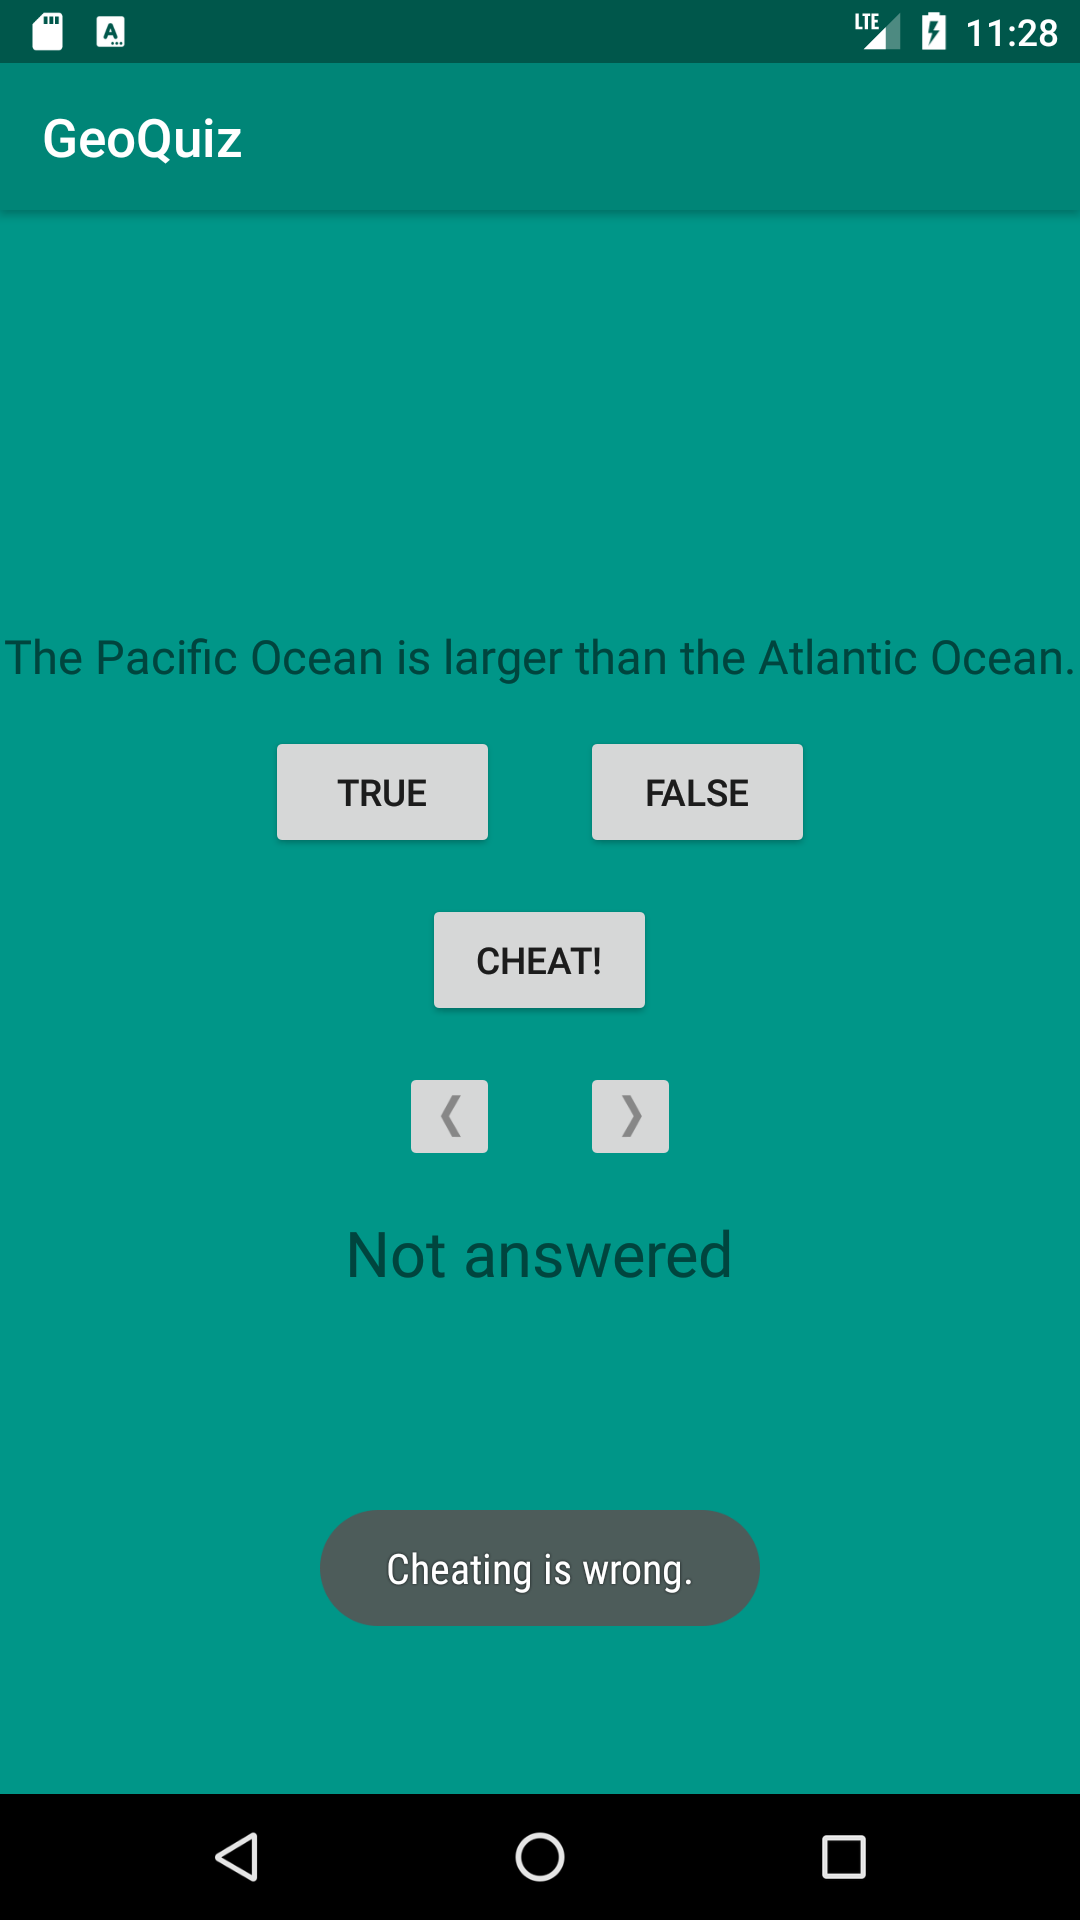 LTE 11:28
GeoQuiz
The Pacific Ocean is larger than the Atlantic Ocean.
TRUE FALSE
CHEAT!
Not answered
Cheating is wrong.